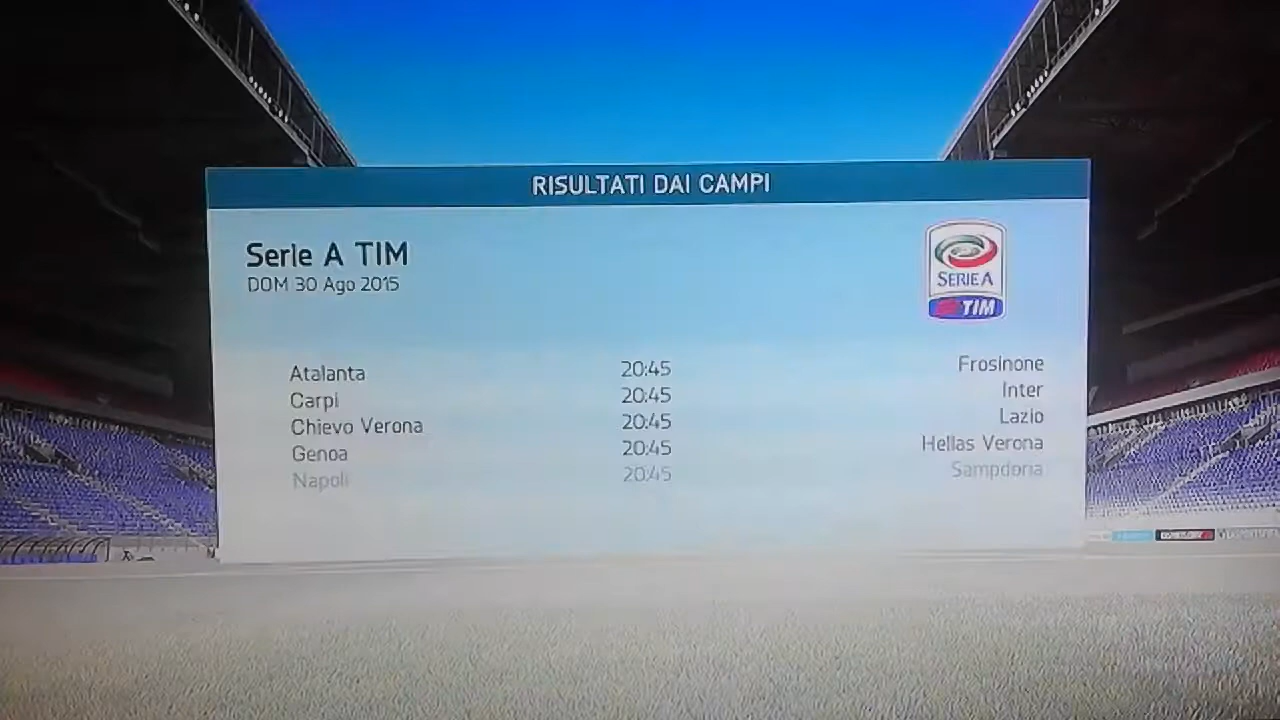 RISULTATI DAI CAMPI
Serie A TIM
DOM 30 Ago 2015
SERIE A
TIM
Atalanta 20:45 Frosinone
Carpi 20:45 Inter
Chievo Verona 20:45 Lazio
Genoa 20:45 Hellas Verona
Napoli 20:45 Sampdoria